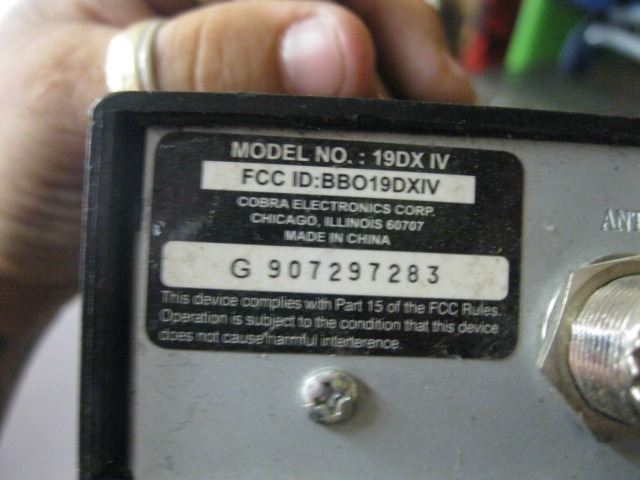 MODEL NO. : 19DX IV
FCC ID:BBO19DXIV
COBRA ELECTRONICS CORP.
CHICAGO, ILLINOIS 60707
MADE IN CHINA
G 907297283
This device complies with Part 15 of the FCC Rules.
Operation is subject to the condition that this device
does not cause harmful interference.
ANT